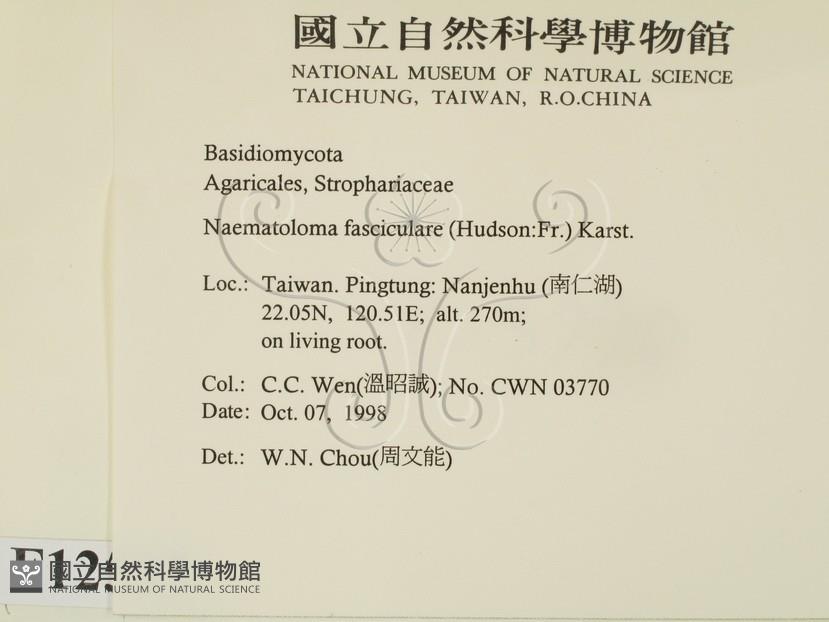 國立自然科學博物館
NATIONAL MUSEUM OF NATURAL SCIENCE
TAICHUNG, TAIWAN, R.O.CHINA
Basidiomycota
Agaricales, Strophariaceae
Naematoloma fasciculare (Hudson:Fr.) Karst.
Loc.: Taiwan. Pingtung: Nanjenhu (南仁湖)
22.05N, 120.51E; alt. 270m;
on living root.
Col.: C.C. Wen(溫昭誠); No. CWN 03770
Date: Oct. 07, 1998
Det.: W.N. Chou(周文能)
國立自然科學博物館
NATIONAL MUSEUM OF NATURAL SCIENCE